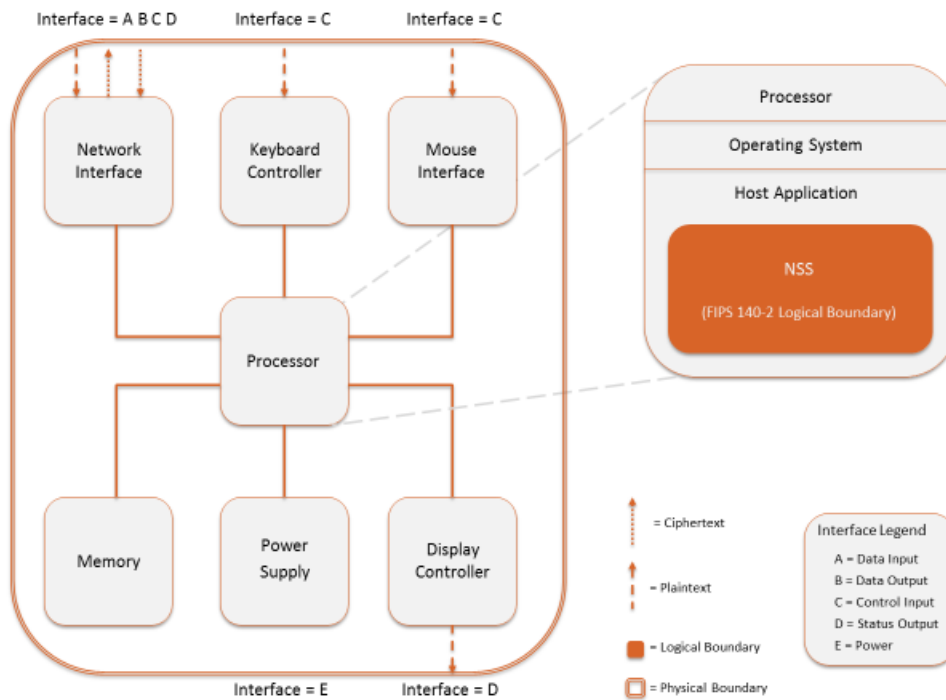 Interface = A B C D
Interface = C
Interface = C
Network
Interface
Keyboard
Controller
Mouse
Interface
Processor
Memory
Power
Supply
Display
Controller
Interface = E
Interface = D
Processor
Operating System
Host Application
NSS
(FIPS 140-2 Logical Boundary)
= Ciphertext
= Plaintext
= Logical Boundary
= Physical Boundary
Interface Legend
A = Data Input
B = Data Output
C = Control Input
D = Status Output
E = Power